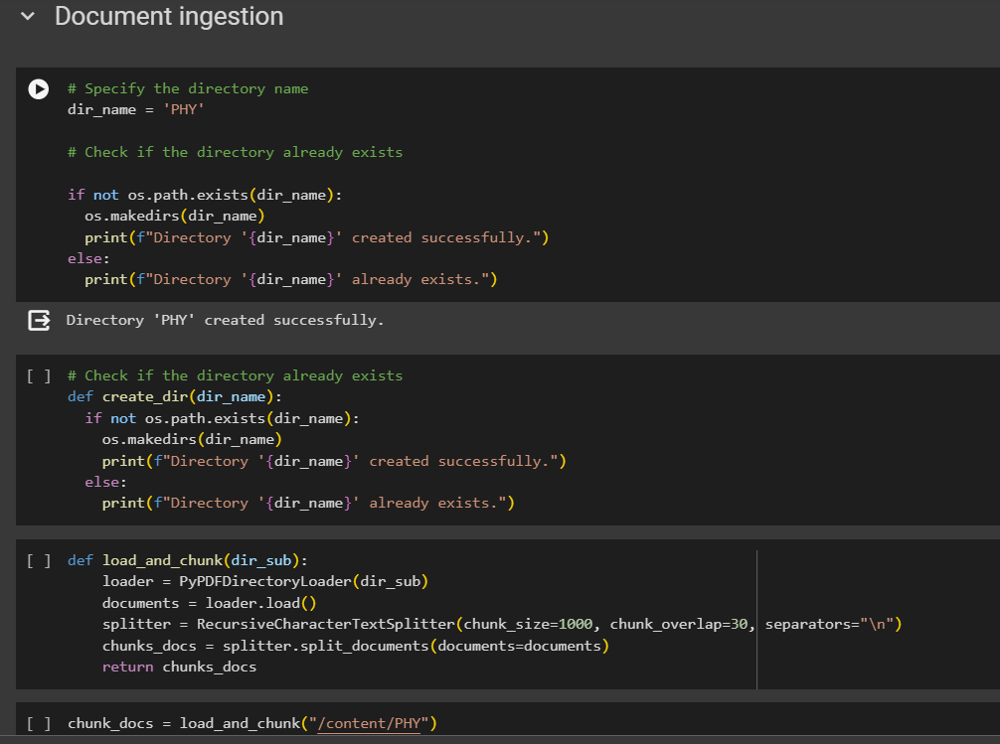 Document ingestion
# Specify the directory name
dir_name = 'PHY'
# Check if the directory already exists
if not os.path.exists(dir_name):
  os.makedirs(dir_name)
  print(f"Directory '{dir_name}' created successfully.")
else:
  print(f"Directory '{dir_name}' already exists.")
Directory 'PHY' created successfully.
[ ] # Check if the directory already exists
def create_dir(dir_name):
  if not os.path.exists(dir_name):
    os.makedirs(dir_name)
    print(f"Directory '{dir_name}' created successfully.")
  else:
    print(f"Directory '{dir_name}' already exists.")
[ ] def load_and_chunk(dir_sub):
    loader = PyPDFDirectoryLoader(dir_sub)
    documents = loader.load()
    splitter = RecursiveCharacterTextSplitter(chunk_size=1000, chunk_overlap=30, separators="\n")
    chunks_docs = splitter.split_documents(documents=documents)
    return chunks_docs
[ ] chunk_docs = load_and_chunk("/content/PHY")